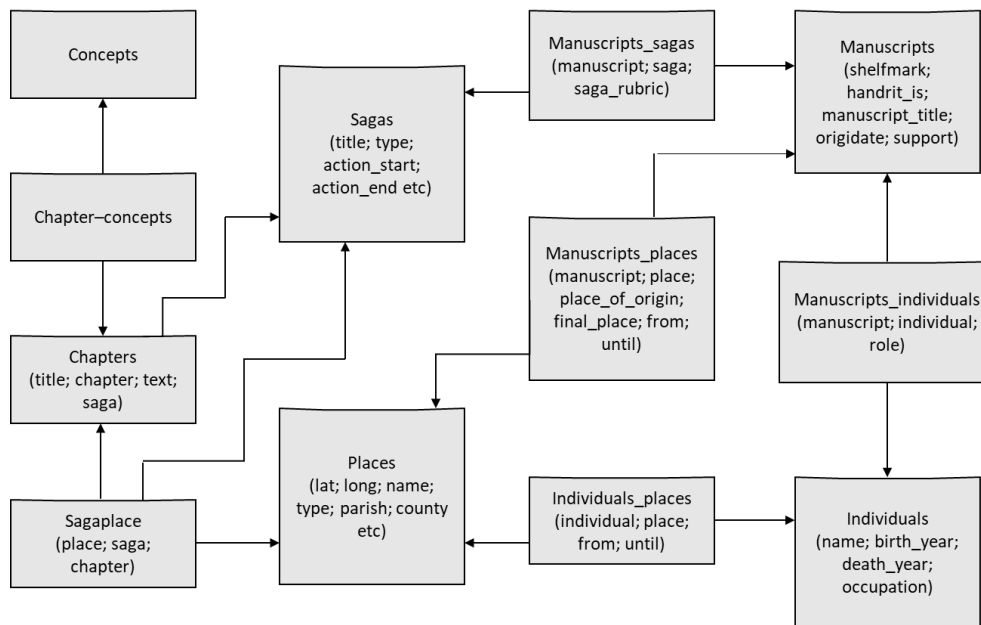 Concepts
Chapter–concepts
Chapters
(title; chapter; text;
saga)
Sagaplace
(place; saga;
chapter)
Sagas
(title; type;
action_start;
action_end etc)
Places
(lat; long; name;
type; parish; county
etc)
Manuscripts_sagas
(manuscript; saga;
saga_rubric)
Manuscripts_places
(manuscript; place;
place_of_origin;
final_place; from;
until)
Individuals_places
(individual; place;
from; until)
Manuscripts
(shelfmark;
handrit_is;
manuscript_title;
origidate; support)
Manuscripts_individuals
(manuscript; individual;
role)
Individuals
(name; birth_year;
death_year;
occupation)